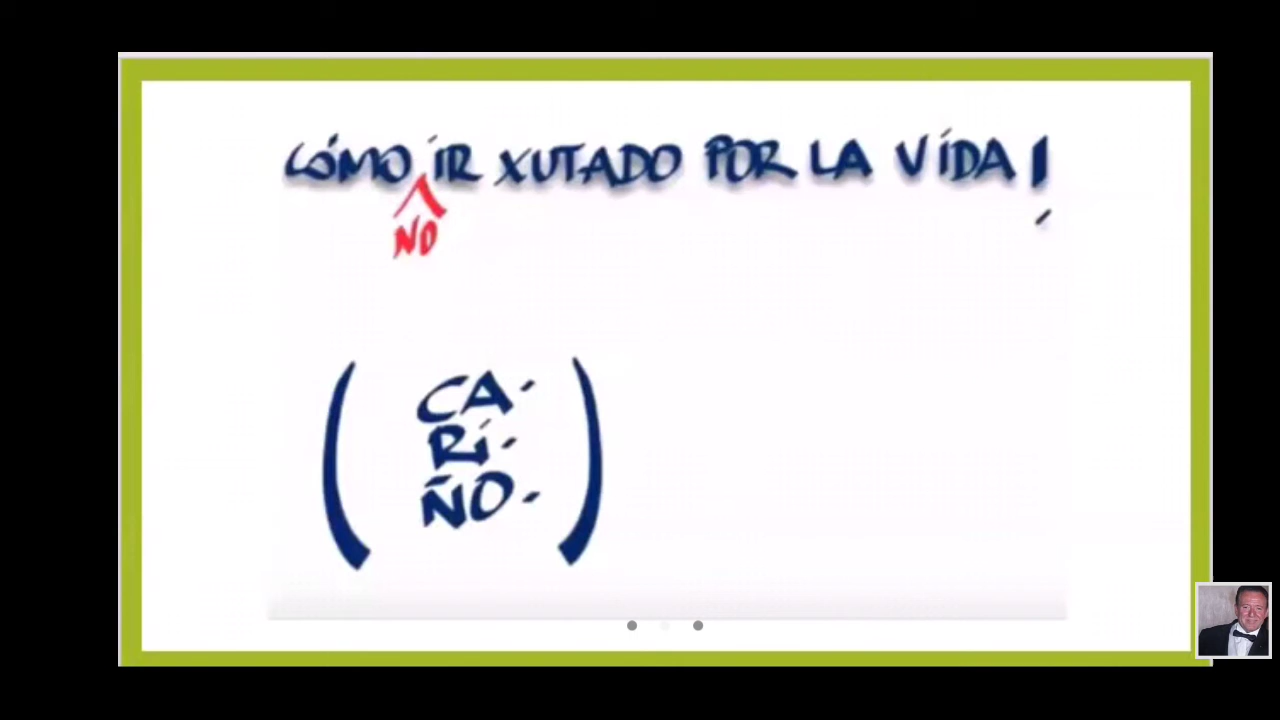 CÓMO IR XUTADO POR LA VIDA!
NO
CA-
RI-
ÑO-